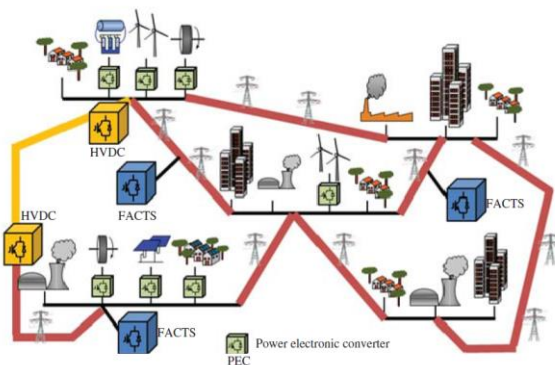 HVDC
HVDC
FACTS
FACTS
FACTS
PEC
Power electronic converter